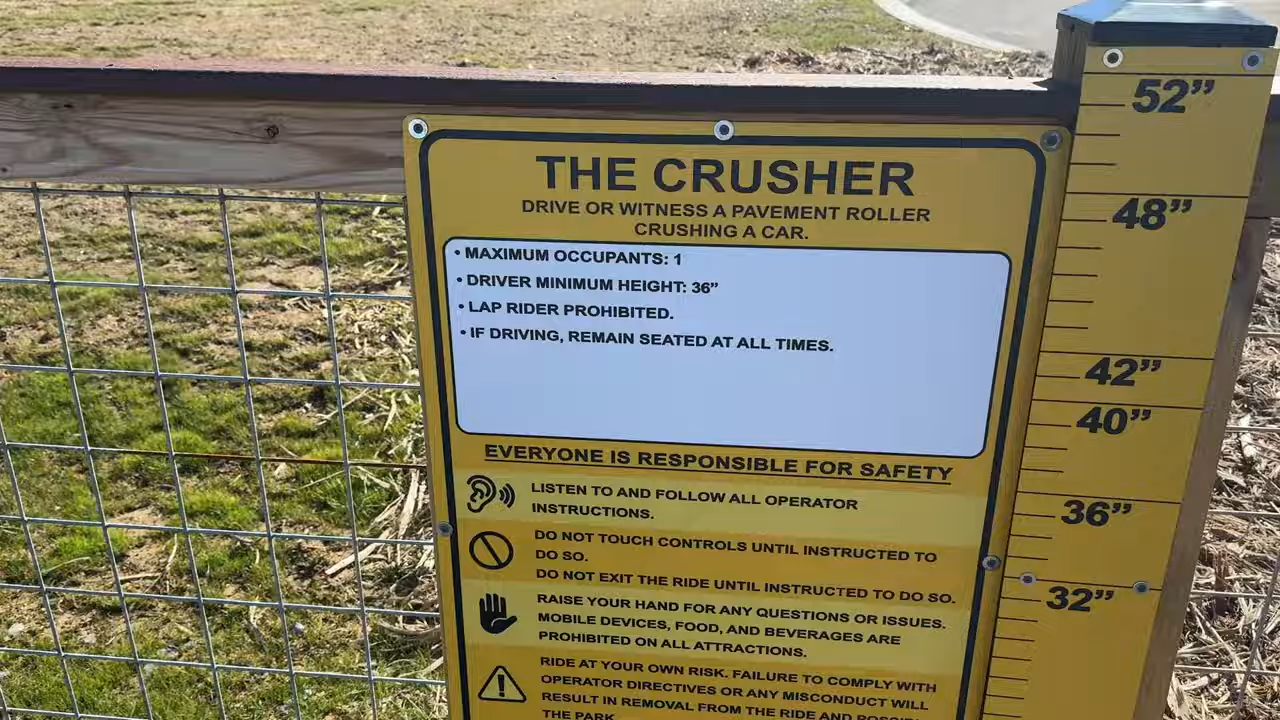 THE CRUSHER
DRIVE OR WITNESS A PAVEMENT ROLLER
CRUSHING A CAR.
• MAXIMUM OCCUPANTS: 1
• DRIVER MINIMUM HEIGHT: 36”
• LAP RIDER PROHIBITED.
• IF DRIVING, REMAIN SEATED AT ALL TIMES.
EVERYONE IS RESPONSIBLE FOR SAFETY
LISTEN TO AND FOLLOW ALL OPERATOR
INSTRUCTIONS.
DO NOT TOUCH CONTROLS UNTIL INSTRUCTED TO
DO SO.
DO NOT EXIT THE RIDE UNTIL INSTRUCTED TO DO SO.
RAISE YOUR HAND FOR ANY QUESTIONS OR ISSUES.
MOBILE DEVICES, FOOD, AND BEVERAGES ARE
PROHIBITED ON ALL ATTRACTIONS.
RIDE AT YOUR OWN RISK. FAILURE TO COMPLY WITH
OPERATOR DIRECTIVES OR ANY MISCONDUCT WILL
RESULT IN REMOVAL FROM THE RIDE AND
THE PARK
52”
48”
42”
40”
36”
32”